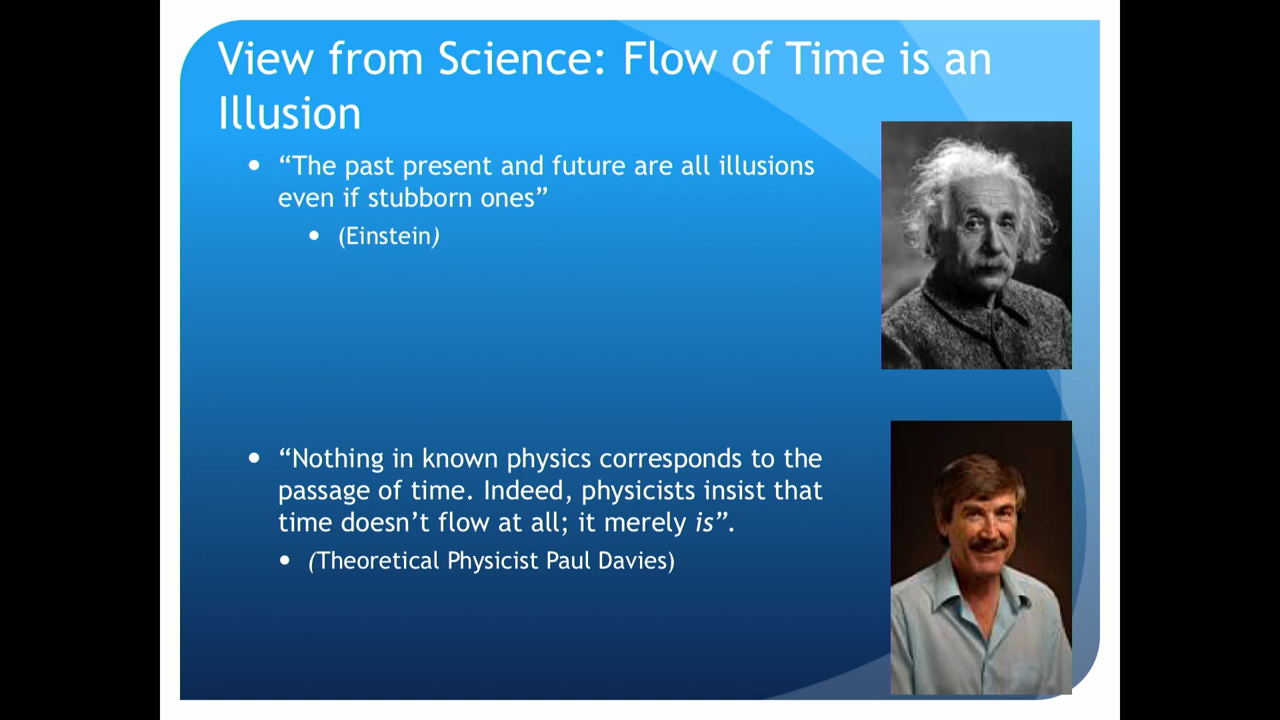 View from Science: Flow of Time is an
Illusion
• “The past present and future are all illusions
even if stubborn ones”
• (Einstein)
• “Nothing in known physics corresponds to the
passage of time. Indeed, physicists insist that
time doesn’t flow at all; it merely is”.
• (Theoretical Physicist Paul Davies)